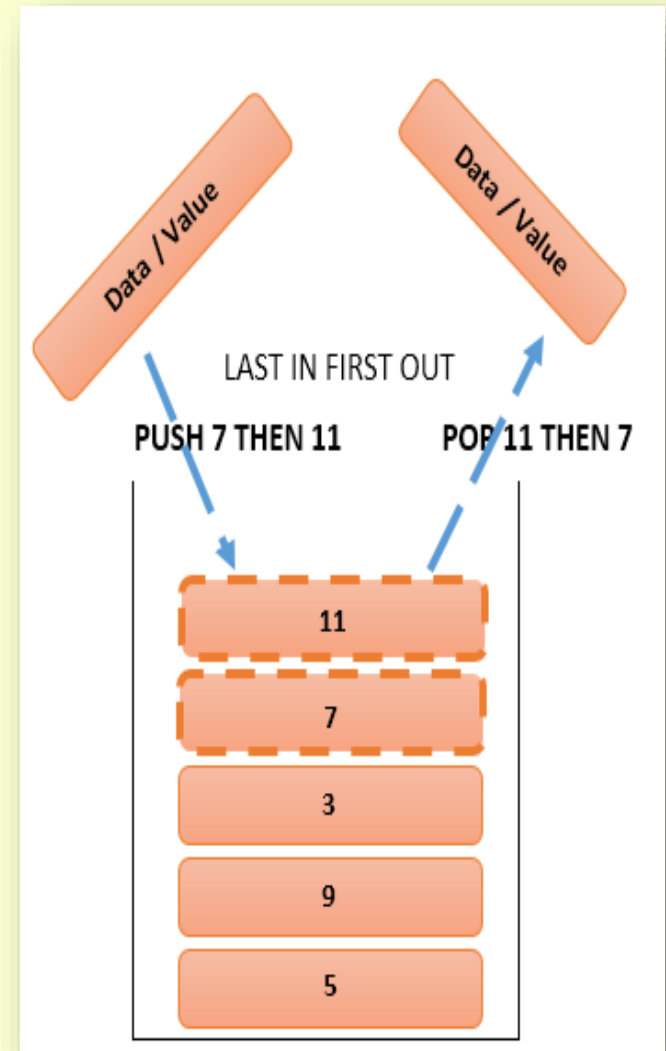 Data / Value
Data / Value
LAST IN FIRST OUT
PUSH 7 THEN 11
POP 11 THEN 7
11
7
3
9
5